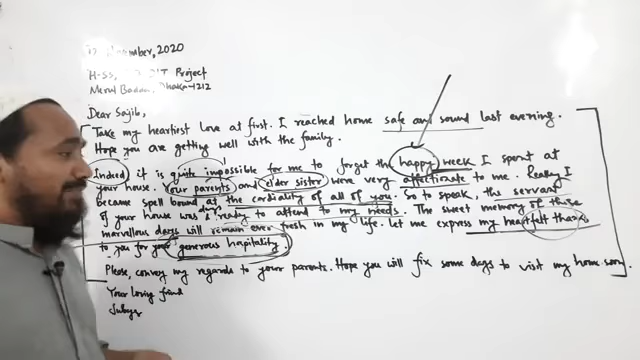 November, 2020
H-55, DIT Project
Merul Badda, Dhaka-1212
Dear Sajib,
Take my heartiest love at first. I reached home safe and sound last evening.
Hope you are getting well with the family.
Indeed it is quite impossible for me to forget the happy week I spent at
your house. Your parents and elder sister were very affectionate to me. Really I
became spell bound at the cordiality of all of you. So to speak, the servant
of your house was always ready to attend to my needs. The sweet memory of those
marvellous days will remain ever fresh in my life. Let me express my heartfelt thanks
to you for your generous hospitality.
Please, convey my regards to your parents. Hope you will fix some days to visit my home soon.
Your loving friend